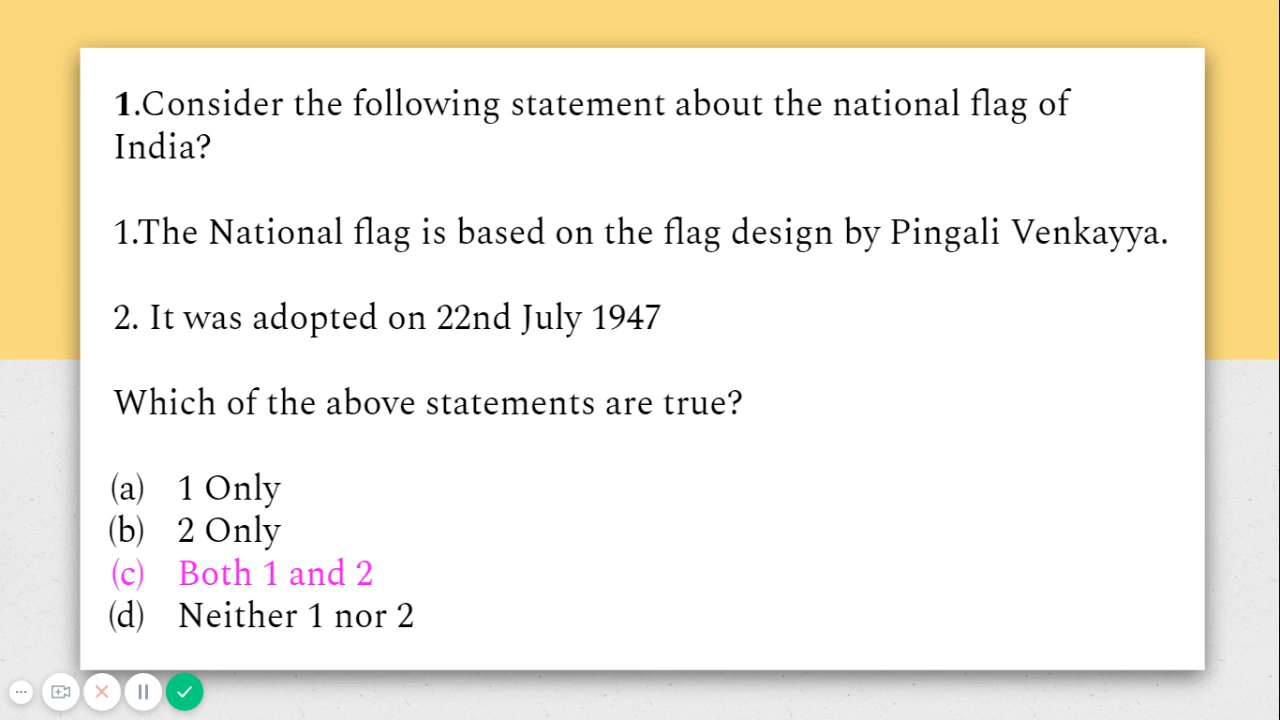 1.Consider the following statement about the national flag of
India?
1.The National flag is based on the flag design by Pingali Venkayya.
2. It was adopted on 22nd July 1947
Which of the above statements are true?
(a) 1 Only
(b) 2 Only
(c) Both 1 and 2
(d) Neither 1 nor 2